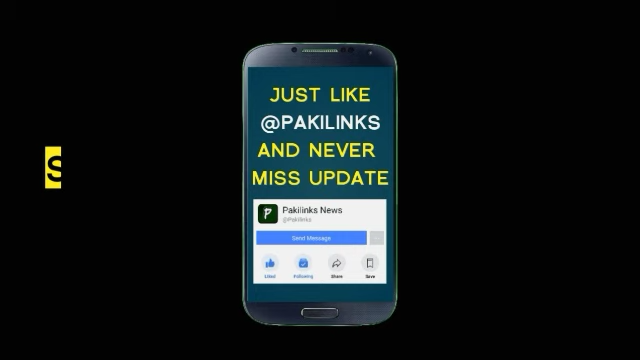 S
JUST LIKE
@PAKILINKS
AND NEVER
MISS UPDATE
Pakilinks News
@Pakilinks
Send Message
Liked Following Share Save